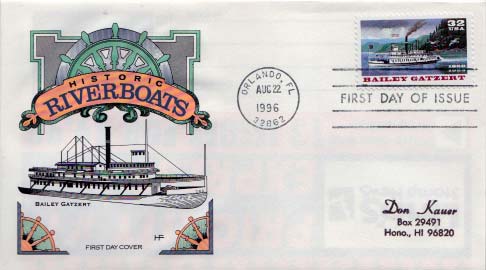 HISTORIC
RIVERBOATS
BAILEY GATZERT
FIRST DAY COVER
HF
ORLANDO, FL
AUG 22
1996
32862
32
USA
BAILEY GATZERT
FIRST DAY OF ISSUE
Don Kauer
Box 29491
Hono., HI 96820